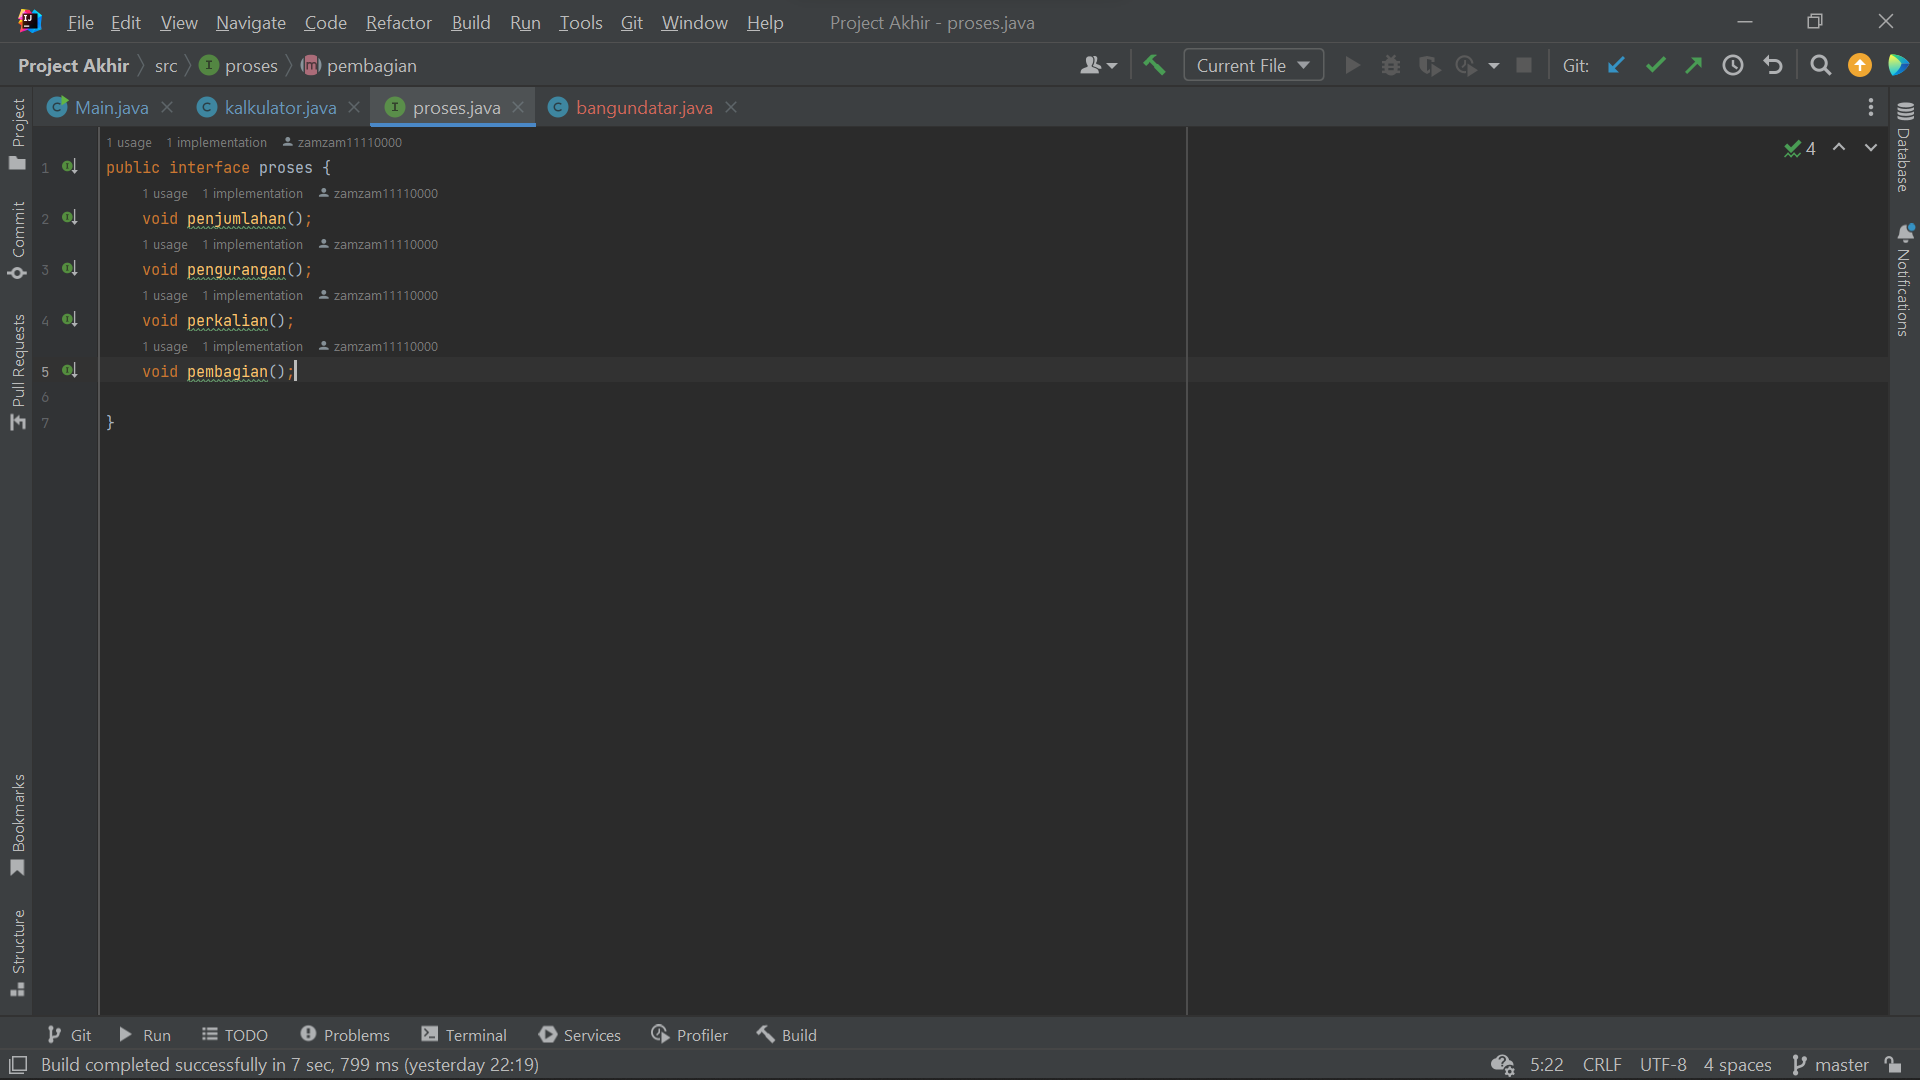 File Edit View Navigate Code Refactor Build Run Tools Git Window Help Project Akhir - proses.java
Project Akhir src proses pembagian Current File Git:
Main.java kalkulator.java proses.java bangundatar.java
Project
Commit
Pull Requests
Bookmarks
Structure
1 usage 1 implementation zamzam11110000
1 public interface proses {
1 usage 1 implementation zamzam11110000
2 void penjumlahan();
1 usage 1 implementation zamzam11110000
3 void pengurangan();
1 usage 1 implementation zamzam11110000
4 void perkalian();
1 usage 1 implementation zamzam11110000
5 void pembagian();
6
7 }
4
Database
Notifications
Git Run TODO Problems Terminal Services Profiler Build
Build completed successfully in 7 sec, 799 ms (yesterday 22:19) 5:22 CRLF UTF-8 4 spaces master